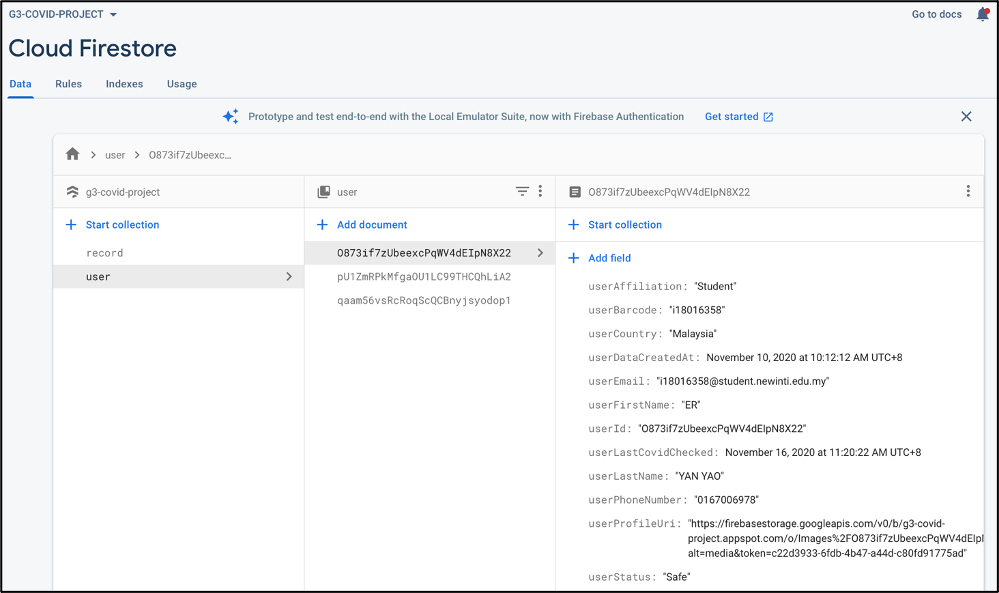 G3-COVID-PROJECT
Go to docs
Cloud Firestore
Data Rules Indexes Usage
Prototype and test end-to-end with the Local Emulator Suite, now with Firebase Authentication Get started
user O873if7zUbeexc...
g3-covid-project
user
O873if7zUbeexcPqWV4dEIpN8X22
Start collection
Add document
Start collection
record
user
O873if7zUbeexcPqWV4dEIpN8X22
pU1ZmRPkMfgaOU1LC99THCQhLiA2
qaam56vsRcRoqScQCBnyjsyodop1
Add field
userAffiliation: "Student"
userBarcode: "i18016358"
userCountry: "Malaysia"
userDataCreatedAt: November 10, 2020 at 10:12:12 AM UTC+8
userEmail: "i18016358@student.newinti.edu.my"
userFirstName: "ER"
userId: "O873if7zUbeexcPqWV4dEIpN8X22"
userLastCovidChecked: November 16, 2020 at 11:20:22 AM UTC+8
userLastName: "YAN YAO"
userPhoneNumber: "0167006978"
userProfileUri: "https://firebasestorage.googleapis.com/v0/b/g3-covid-
project.appspot.com/o/Images%2FO873if7zUbeexcPqWV4dEIpI
alt=media&token=c22d3933-6fdb-4b47-a44d-c80fd91775ad"
userStatus: "Safe"